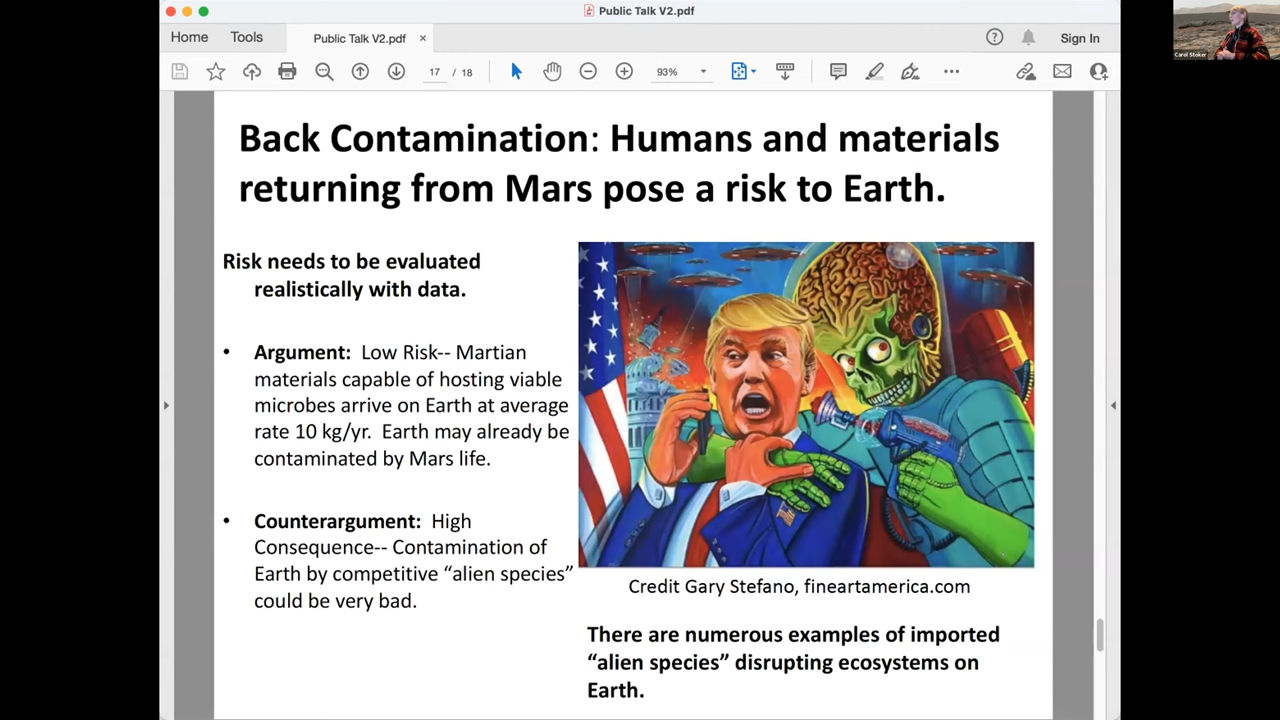 Public Talk V2.pdf
Home Tools Public Talk V2.pdf × Sign In
17 / 18 93%
Carol Stoker
Back Contamination: Humans and materials
returning from Mars pose a risk to Earth.
Risk needs to be evaluated
realistically with data.
• Argument: Low Risk-- Martian
materials capable of hosting viable
microbes arrive on Earth at average
rate 10 kg/yr. Earth may already be
contaminated by Mars life.
• Counterargument: High
Consequence-- Contamination of
Earth by competitive “alien species”
could be very bad.
Credit Gary Stefano, fineartamerica.com
There are numerous examples of imported
“alien species” disrupting ecosystems on
Earth.